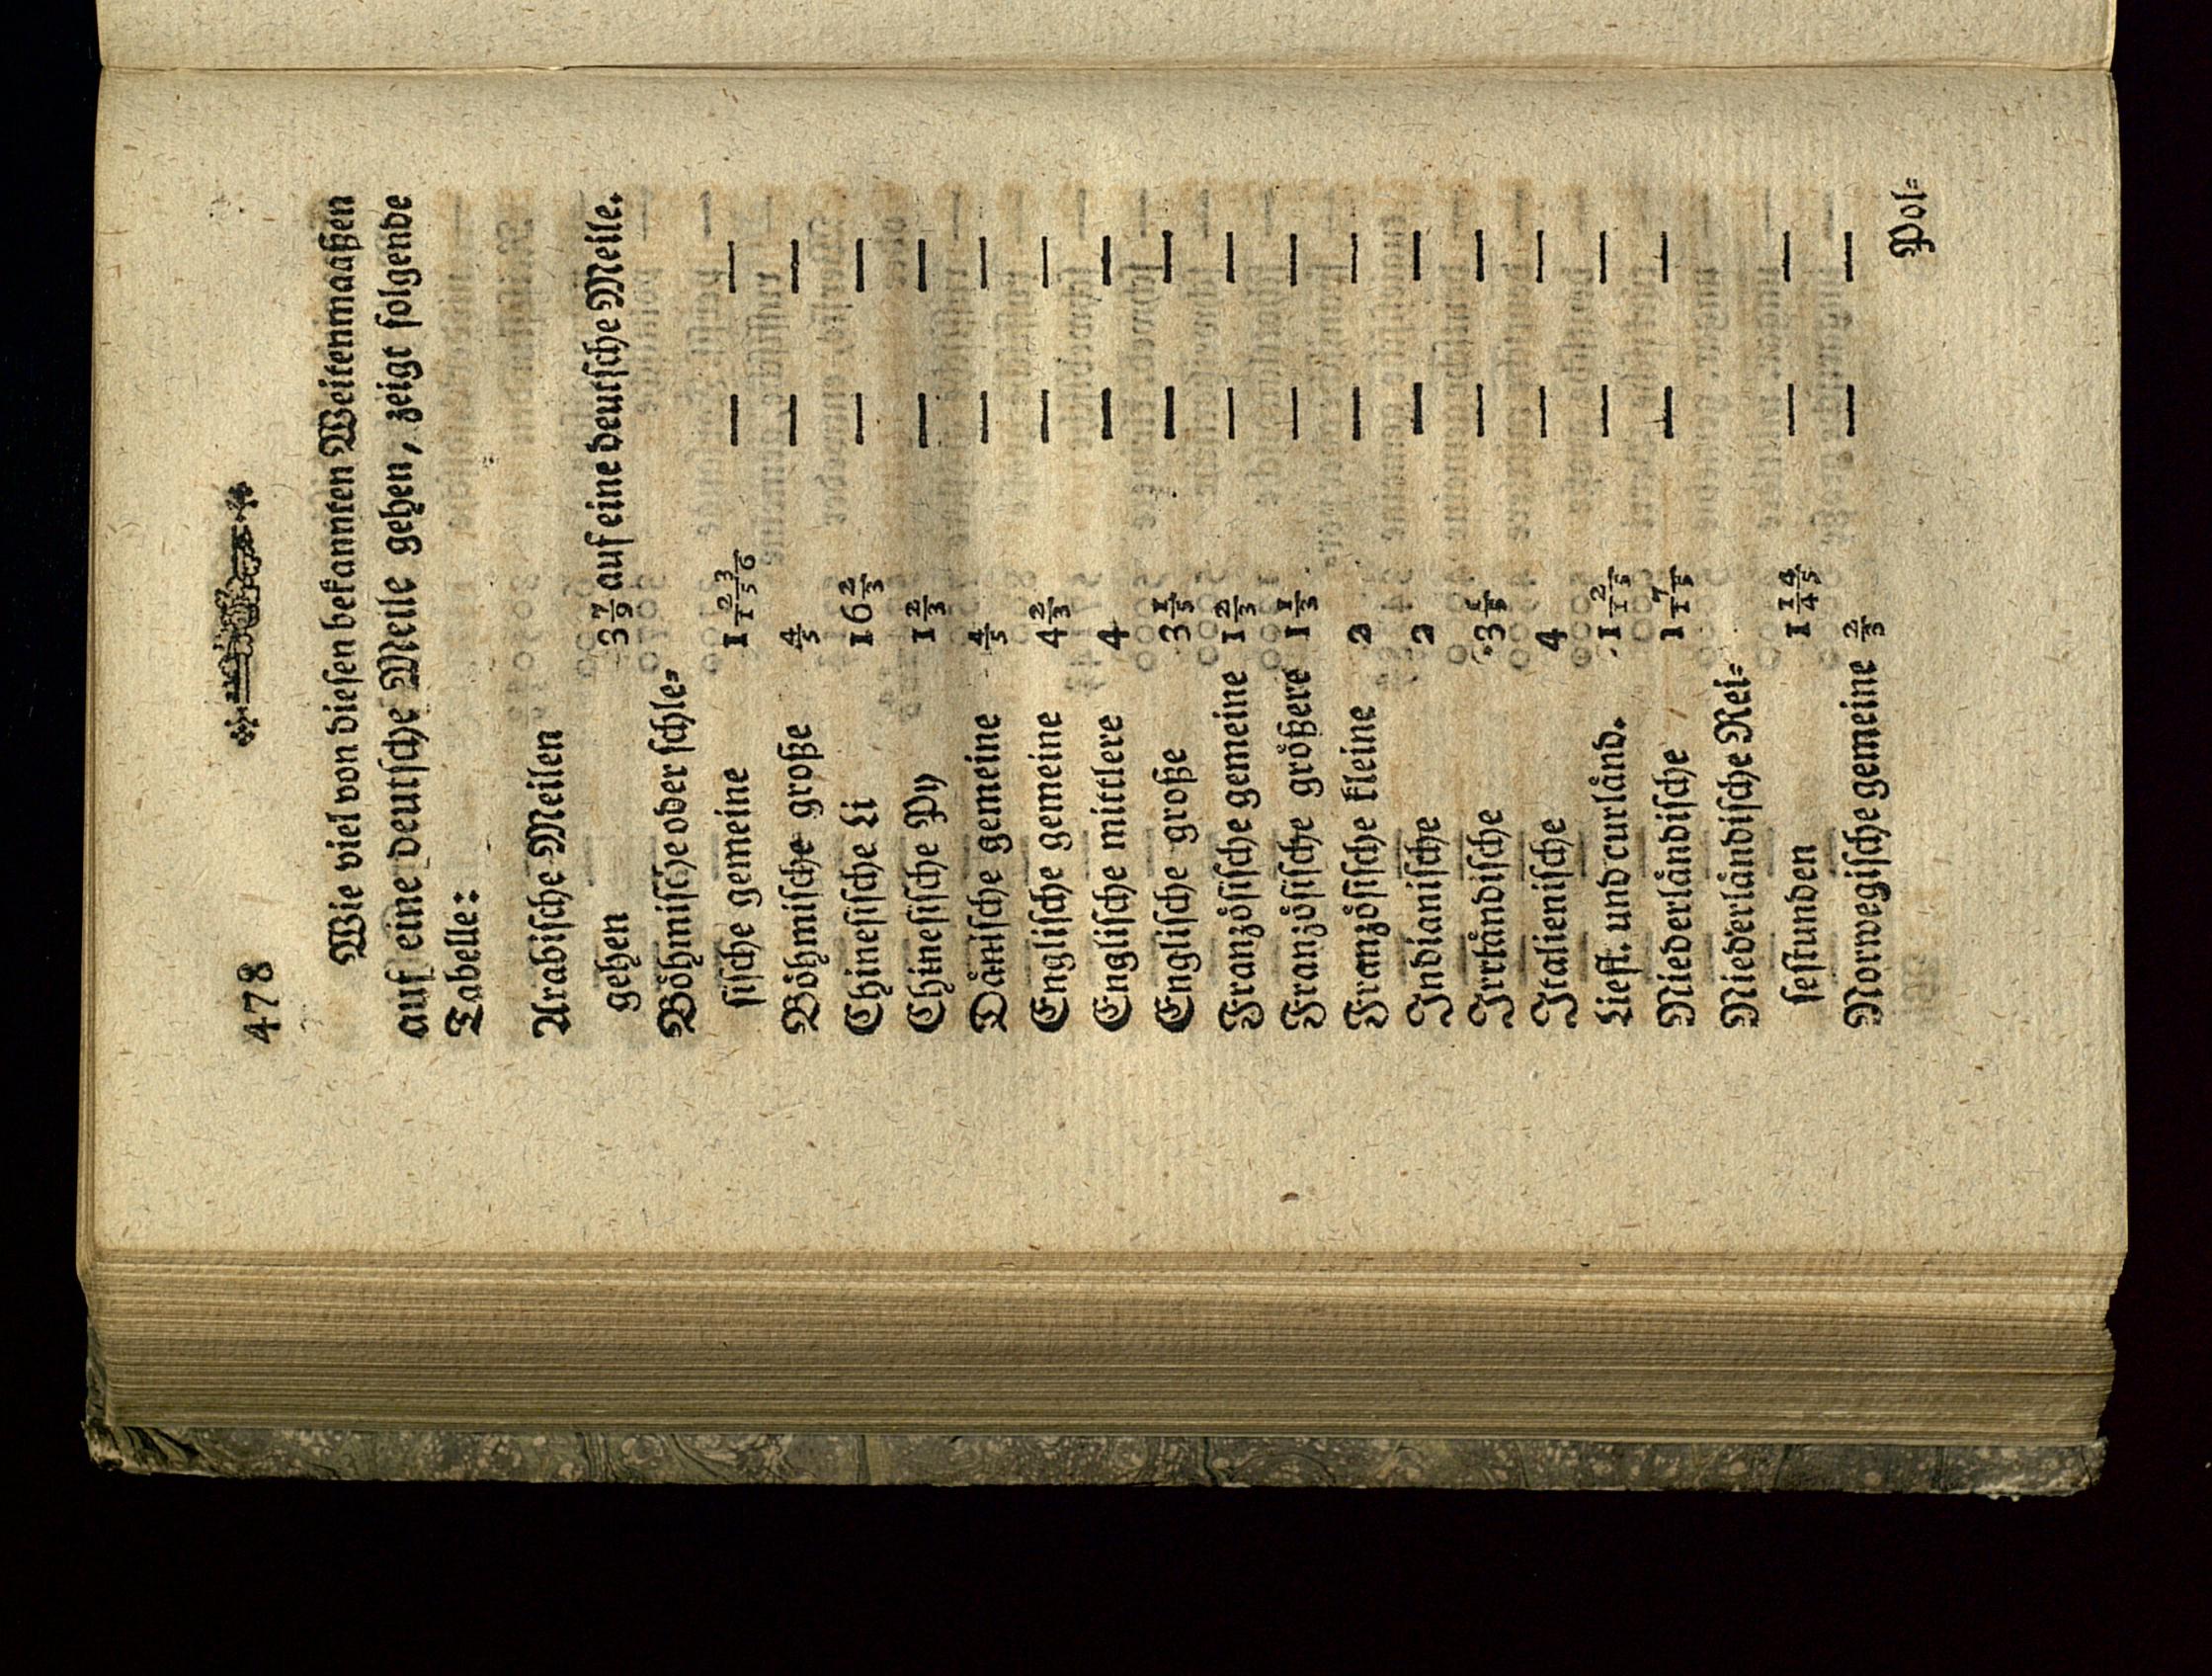 478
Wie viel von dieſen bekannten Weitenmaaßen
auf eine deutſche Meile gehen, zeigt folgende
Tabelle:
Arabiſche Meilen
gehen 3 7/9 auf eine deutſche Meile.
Böhmiſche oder ſchle⸗
ſiſche gemeine 1 23/156 — —
Böhmiſche große 4/5 — —
Chineſiſche Li 16 2/3 — —
Chineſiſche Py 1 2/3 — —
Däniſche gemeine 4/5 — —
Engliſche gemeine 4 2/3 — —
Engliſche mittlere 4 — —
Engliſche große 3 1/5 — —
Franzöſiſche gemeine 1 2/3 — —
Franzöſiſche größere 1 1/3 — —
Franzöſiſche kleine 2 — —
Indianiſche 2 — —
Irrländiſche 3 — —
Italieniſche 4 — —
Liefl. und curländ. 1 2/15 — —
Niederländiſche 1 7/15 — —
Niederländiſche Rei⸗
ſeſtunden 1 14/45 — —
Norwegiſche gemeine 2/3 — —
Pol⸗